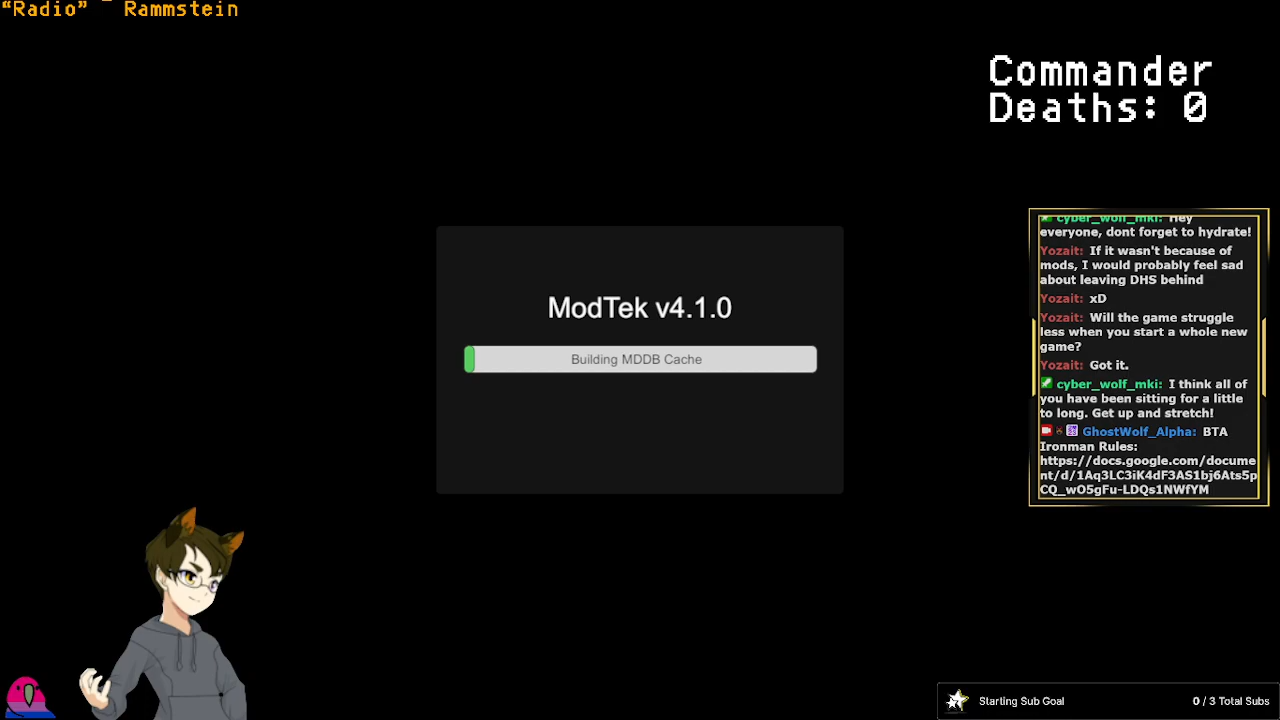 “Radio” ~ Rammstein
Commander
Deaths: 0
ModTek v4.1.0
Building MDDB Cache
cyber_wolf_mki: Hey
everyone, dont forget to hydrate!
Yozait: If it wasn't because of
mods, I would probably feel sad
about leaving DHS behind
Yozait: xD
Yozait: Will the game struggle
less when you start a whole new
game?
Yozait: Got it.
cyber_wolf_mki: I think all of
you have been sitting for a little
to long. Get up and stretch!
GhostWolf_Alpha: BTA
Ironman Rules:
https://docs.google.com/docume
nt/d/1Aq3LC3iK4dF3AS1bj6Ats5p
CQ_wO5gFu-LDQs1NWfYM
Starting Sub Goal
0 / 3 Total Subs